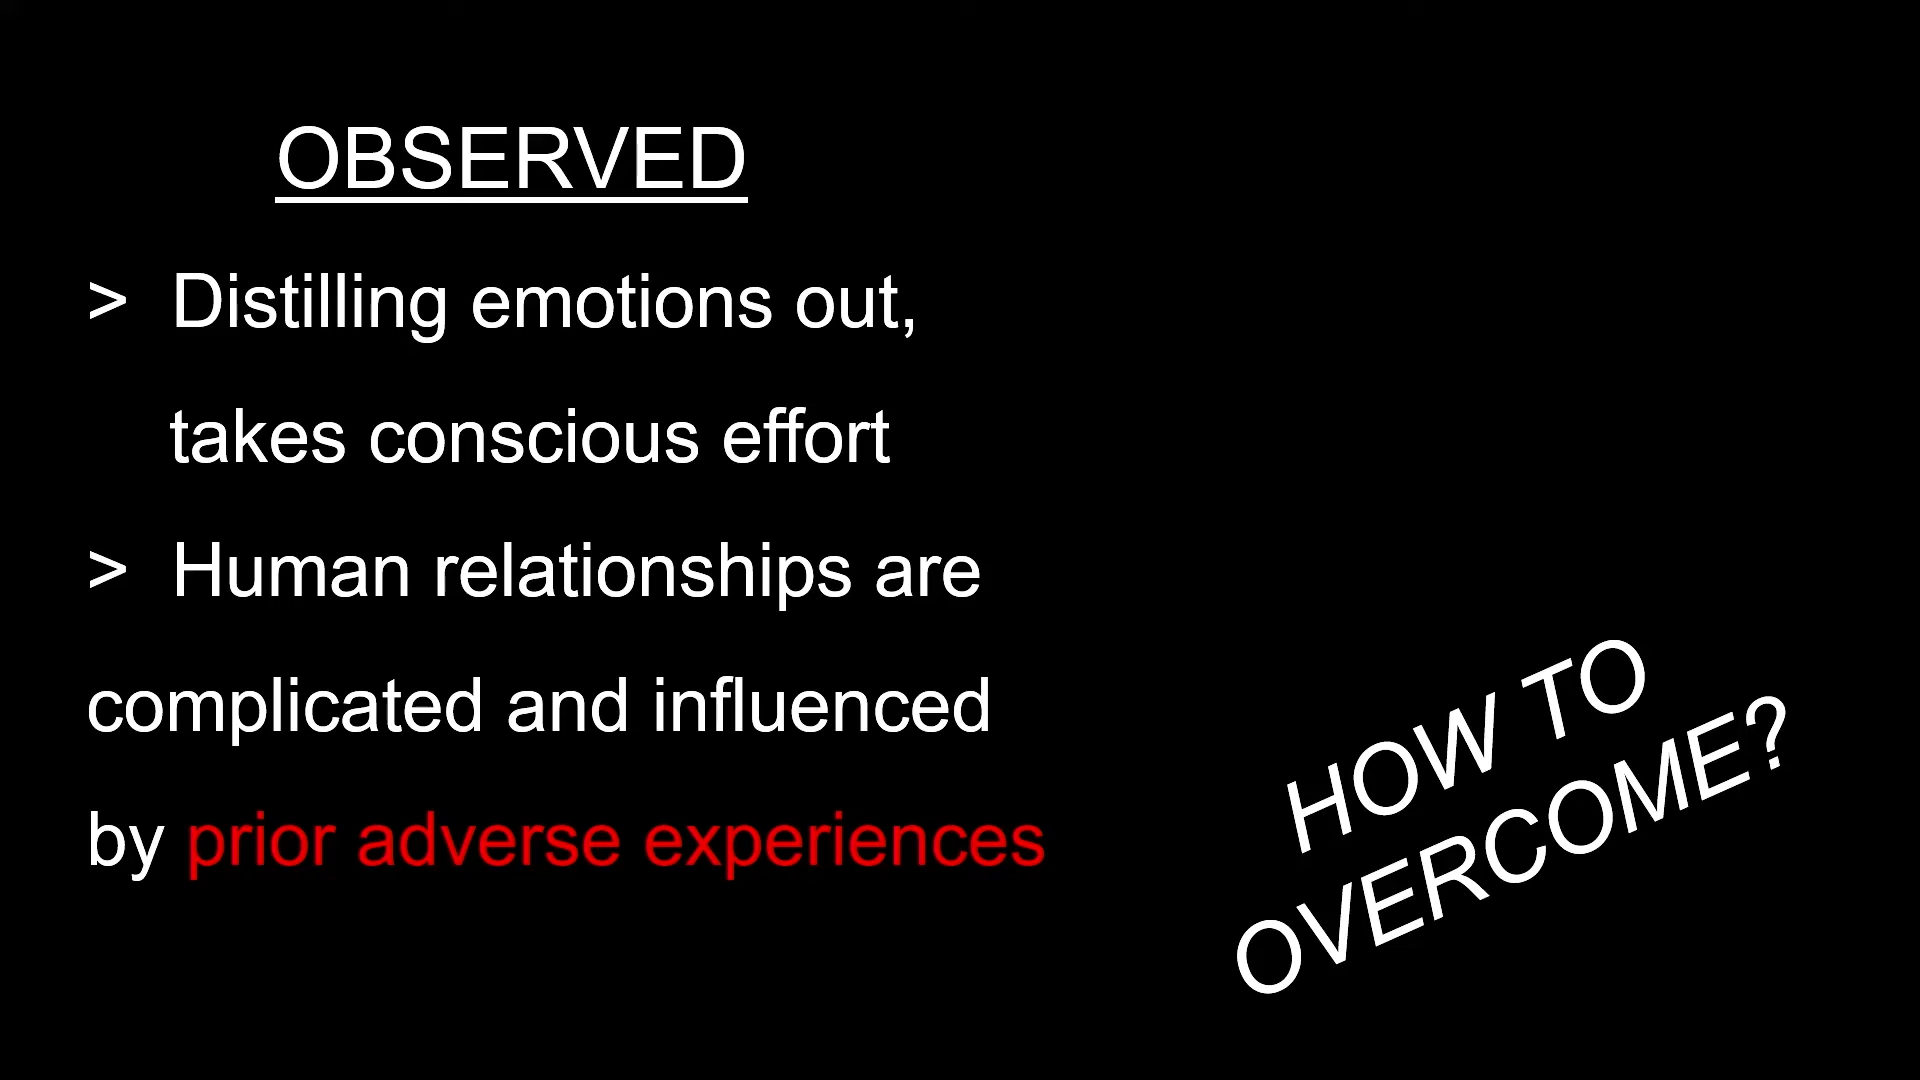 OBSERVED
> Distilling emotions out,
takes conscious effort
> Human relationships are
complicated and influenced
by prior adverse experiences
HOW TO
OVERCOME?